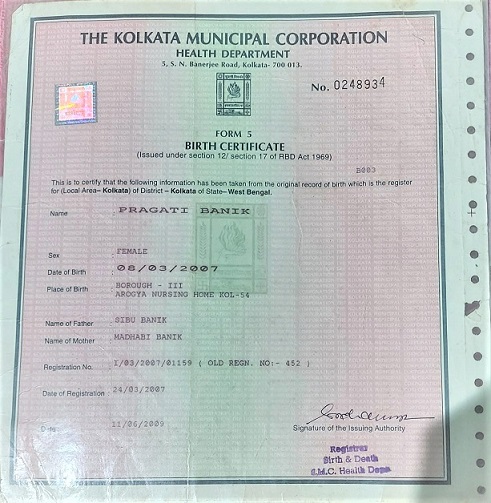 THE KOLKATA MUNICIPAL CORPORATION
HEALTH DEPARTMENT
5, S. N. Banerjee Road, Kolkata- 700 013.
No. 0248934
FORM 5
BIRTH CERTIFICATE
(Issued under section 12/ section 17 of RBD Act 1969)
This is to certify that the following information has been taken from the original record of birth which is the register
for (Local Area– Kolkata) of District – Kolkata of State–West Bengal.
Name PRAGATI BANIK
Sex : FEMALE
Date of Birth : 08/03/2007
Place of Birth : BOROUGH - III
AROGYA NURSING HOME KOL-54
Name of Father : SIBU BANIK
Name of Mother : MADHABI BANIK
Registration No. : I/03/2007/01159 ( OLD REGN. NO:- 452 )
Date of Registration : 24/03/2007
Date : 11/06/2009
Signature of the Issuing Authority
Registrar
Birth & Death
Health Dept.